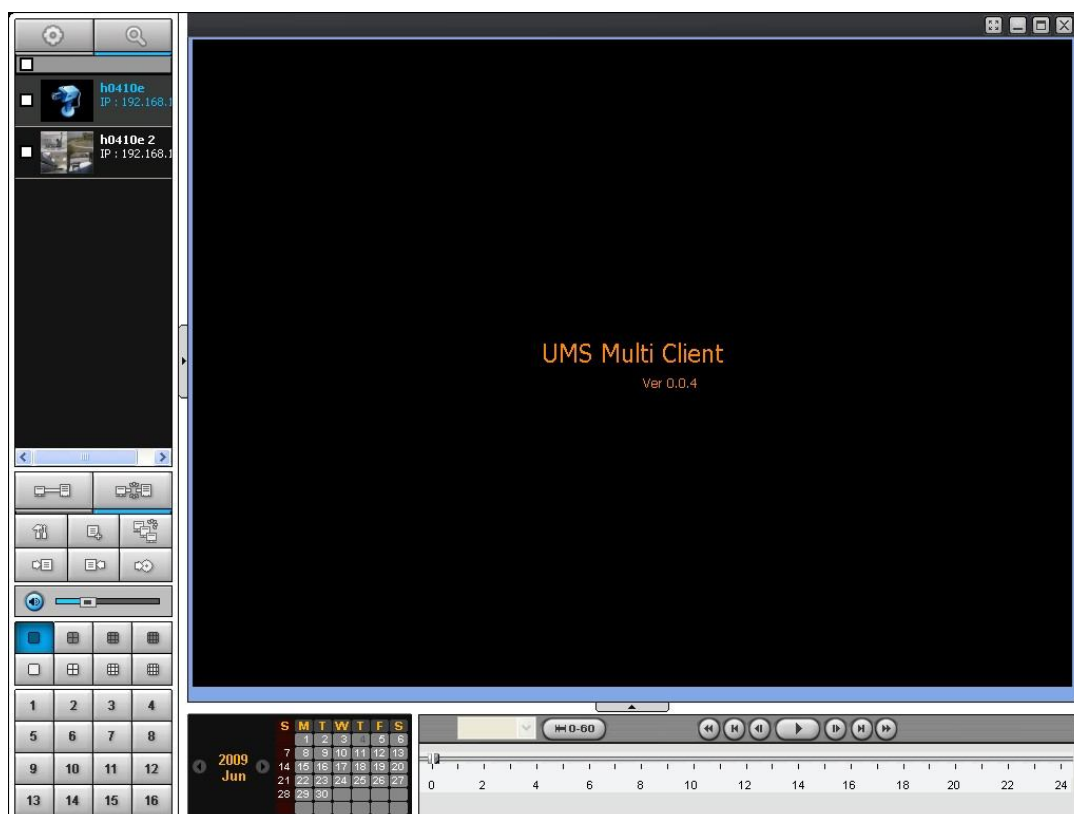 h0410e
IP : 192.168.1
h0410e 2
IP : 192.168.1
UMS Multi Client
Ver 0.0.4
1 2 3 4
5 6 7 8
9 10 11 12
13 14 15 16
2009
Jun
S M T W T F S
1 2 3 4 5 6
7 8 9 10 11 12 13
14 15 16 17 18 19 20
21 22 23 24 25 26 27
28 29 30
0-60
0 2 4 6 8 10 12 14 16 18 20 22 24